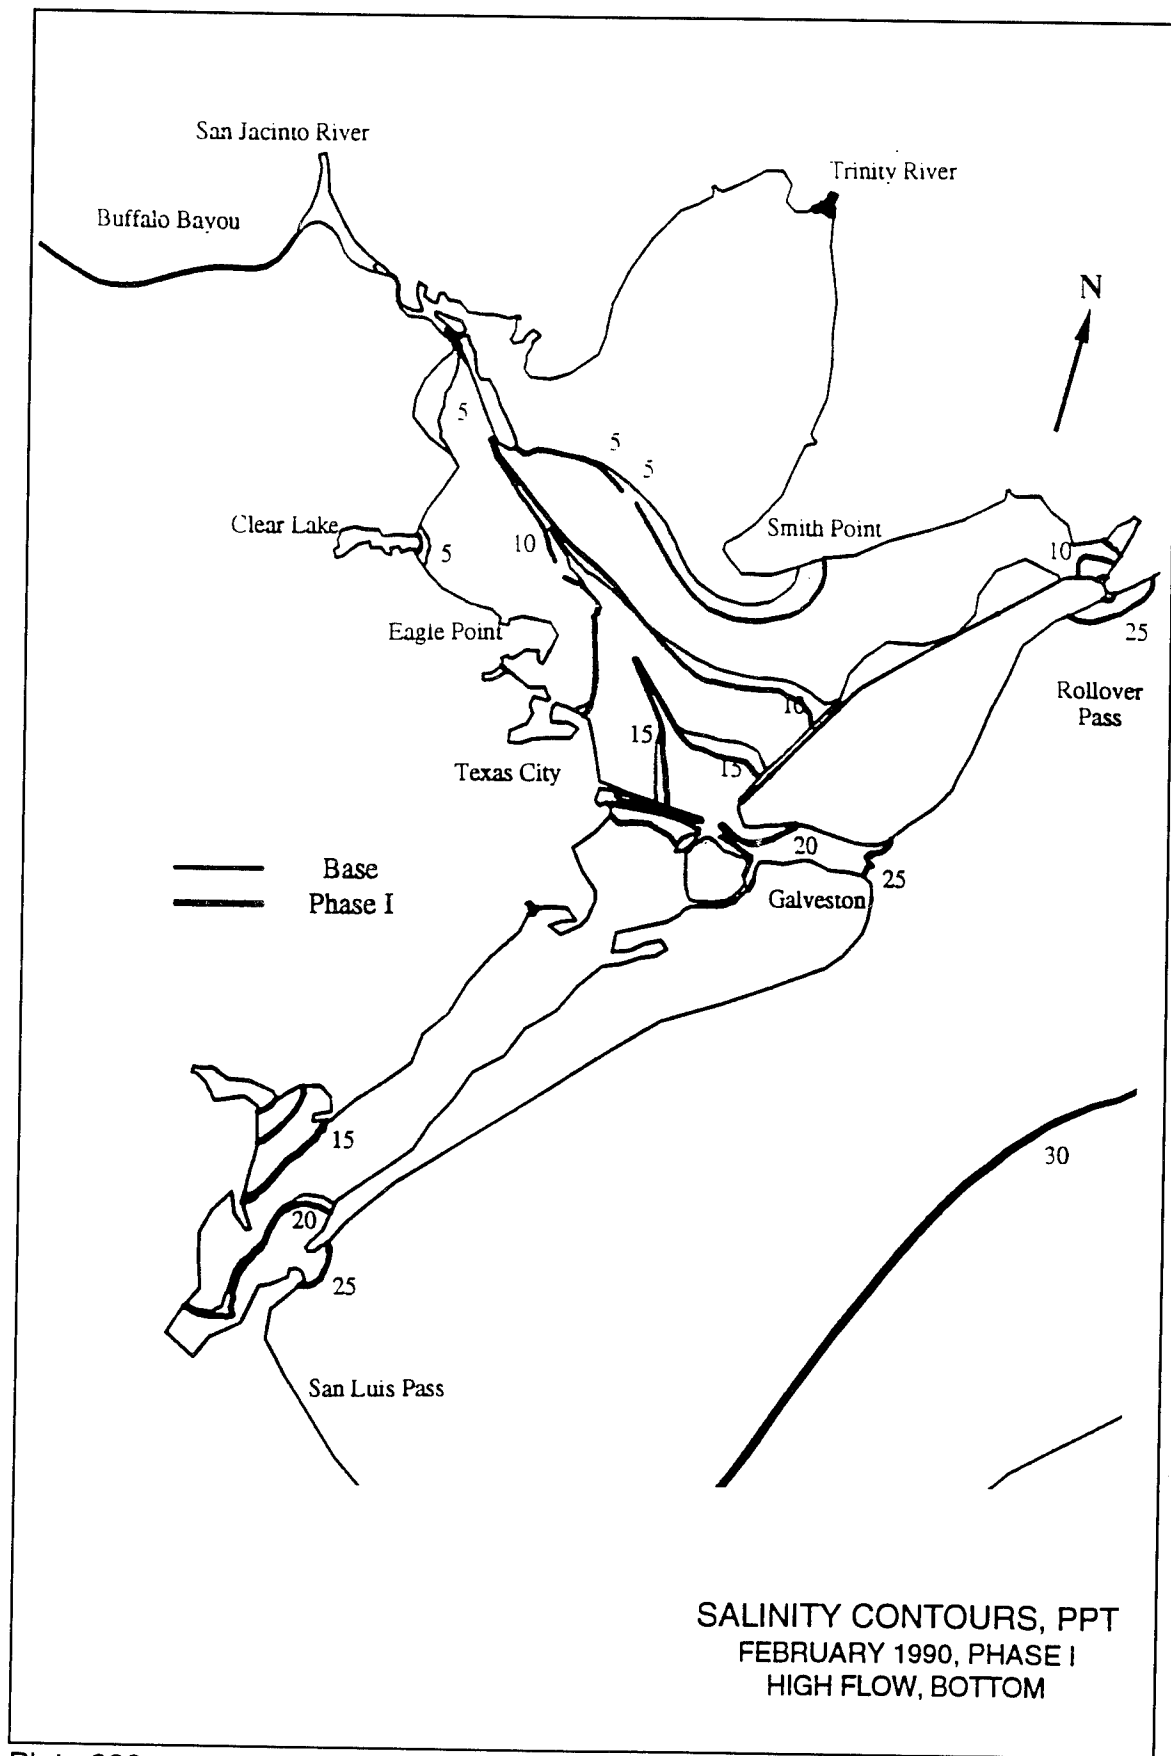 San Jacinto River
Trinity River
Buffalo Bayou
N
5
5
5
Clear Lake
10
Smith Point
10
5
Eagle Point
25
Rollover
Pass
10
15
15
Texas City
20
Base
25
Phase I
Galveston
15
30
20
25
San Luis Pass
SALINITY CONTOURS, PPT
FEBRUARY 1990, PHASE I
HIGH FLOW, BOTTOM